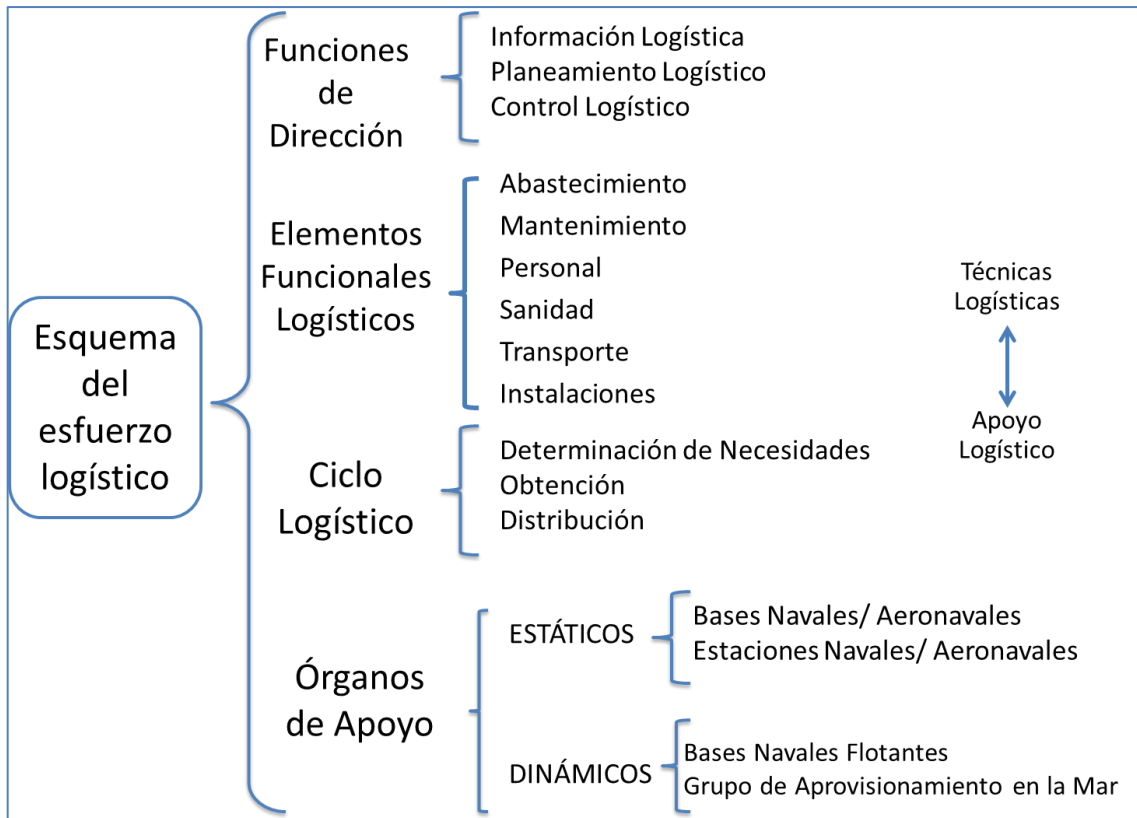 Esquema
del
esfuerzo
logístico
Funciones
de
Dirección
Información Logística
Planeamiento Logístico
Control Logístico
Elementos
Funcionales
Logísticos
Abastecimiento
Mantenimiento
Personal
Sanidad
Transporte
Instalaciones
Técnicas
Logísticas
Apoyo
Logístico
Ciclo
Logístico
Determinación de Necesidades
Obtención
Distribución
Órganos
de Apoyo
ESTÁTICOS
Bases Navales/ Aeronavales
Estaciones Navales/ Aeronavales
DINÁMICOS
Bases Navales Flotantes
Grupo de Aprovisionamiento en la Mar